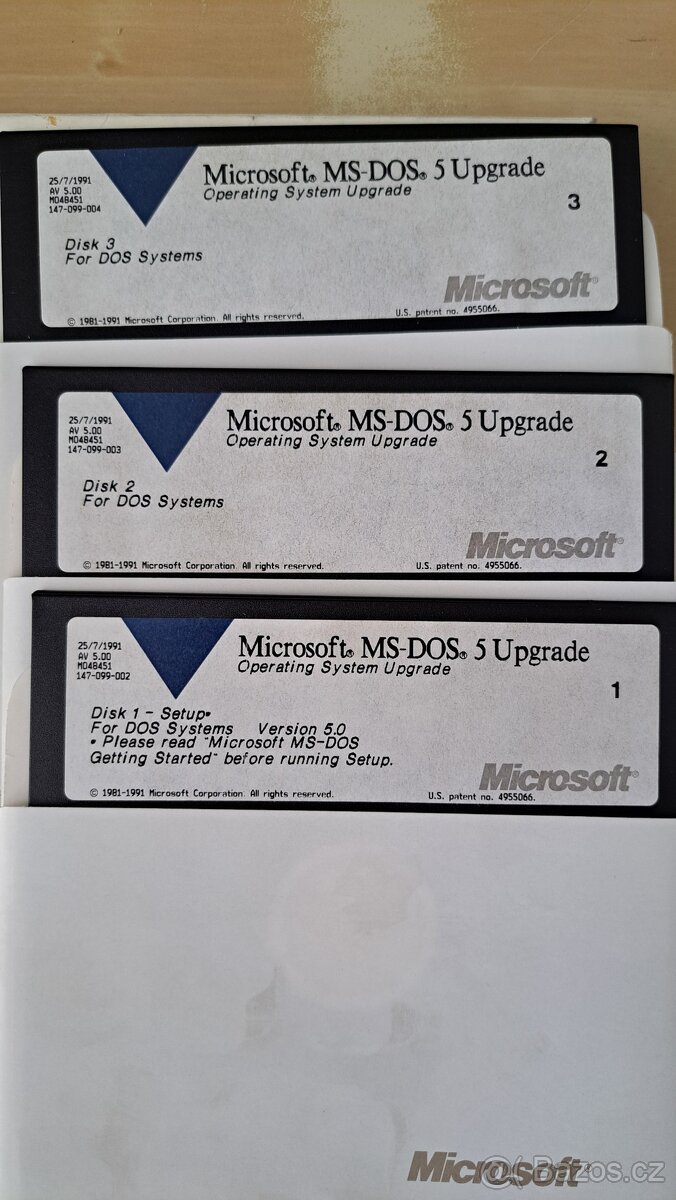 25/7/1991
AV 5.00
M048451
147-099-004
Microsoft® MS-DOS® 5 Upgrade
Operating System Upgrade
3
Disk 3
For DOS Systems
Microsoft®
© 1981-1991 Microsoft Corporation. All rights reserved.
U.S. patent no. 4955066.
25/7/1991
AV 5.00
M048451
147-099-003
Microsoft® MS-DOS® 5 Upgrade
Operating System Upgrade
2
Disk 2
For DOS Systems
Microsoft®
© 1981-1991 Microsoft Corporation. All rights reserved.
U.S. patent no. 4955066.
25/7/1991
AV 5.00
M048451
147-099-002
Microsoft® MS-DOS® 5 Upgrade
Operating System Upgrade
1
Disk 1 - Setup•
For DOS Systems Version 5.0
• Please read "Microsoft MS-DOS
Getting Started" before running Setup.
Microsoft®
© 1981-1991 Microsoft Corporation. All rights reserved.
U.S. patent no. 4955066.
Microsoft®
Bazos.cz